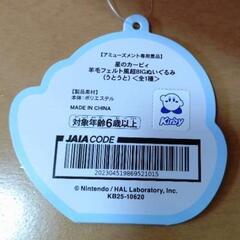 【アミューズメント専用景品】
星のカービィ
羊毛フェルト風超BIGぬいぐるみ
(うとうと)<全1種>
【製品素材】
本体:ポリエステル
MADE IN CHINA
対象年齢6歳以上
Kirby
JAIA CODE
202304519869521015
© Nintendo / HAL Laboratory, Inc.
KB25-10620